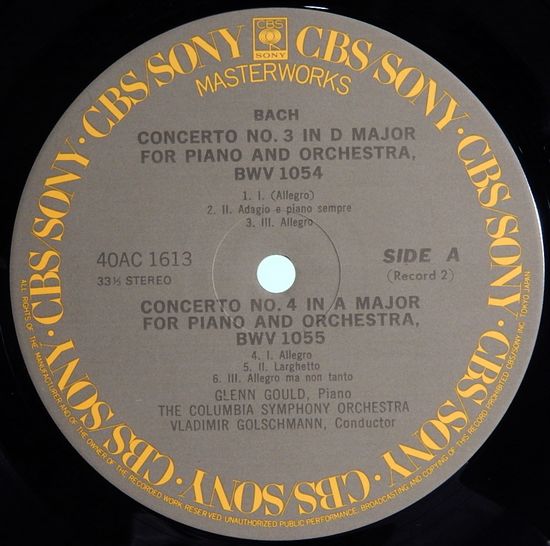 CBS
SONY
MASTERWORKS
BACH
CONCERTO NO. 3 IN D MAJOR
FOR PIANO AND ORCHESTRA,
BWV 1054
1. I. (Allegro)
2. II. Adagio e piano sempre
3. III. Allegro
40AC 1613
33⅓ STEREO
SIDE A
(Record 2)
CONCERTO NO. 4 IN A MAJOR
FOR PIANO AND ORCHESTRA,
BWV 1055
4. I. Allegro
5. II. Larghetto
6. III. Allegro ma non tanto
GLENN GOULD, Piano
THE COLUMBIA SYMPHONY ORCHESTRA
VLADIMIR GOLSCHMANN, Conductor
CBS/SONY · CBS/SONY · CBS/SONY · CBS/SONY · CBS/SONY · CBS/SONY · CBS/SONY · CBS/SONY
ALL RIGHTS OF THE MANUFACTURER AND OF THE OWNER OF THE RECORDED WORK RESERVED. UNAUTHORIZED PUBLIC PERFORMANCE, BROADCASTING AND COPYING OF THIS RECORD PROHIBITED CBS/SONY INC. TOKYO JAPAN